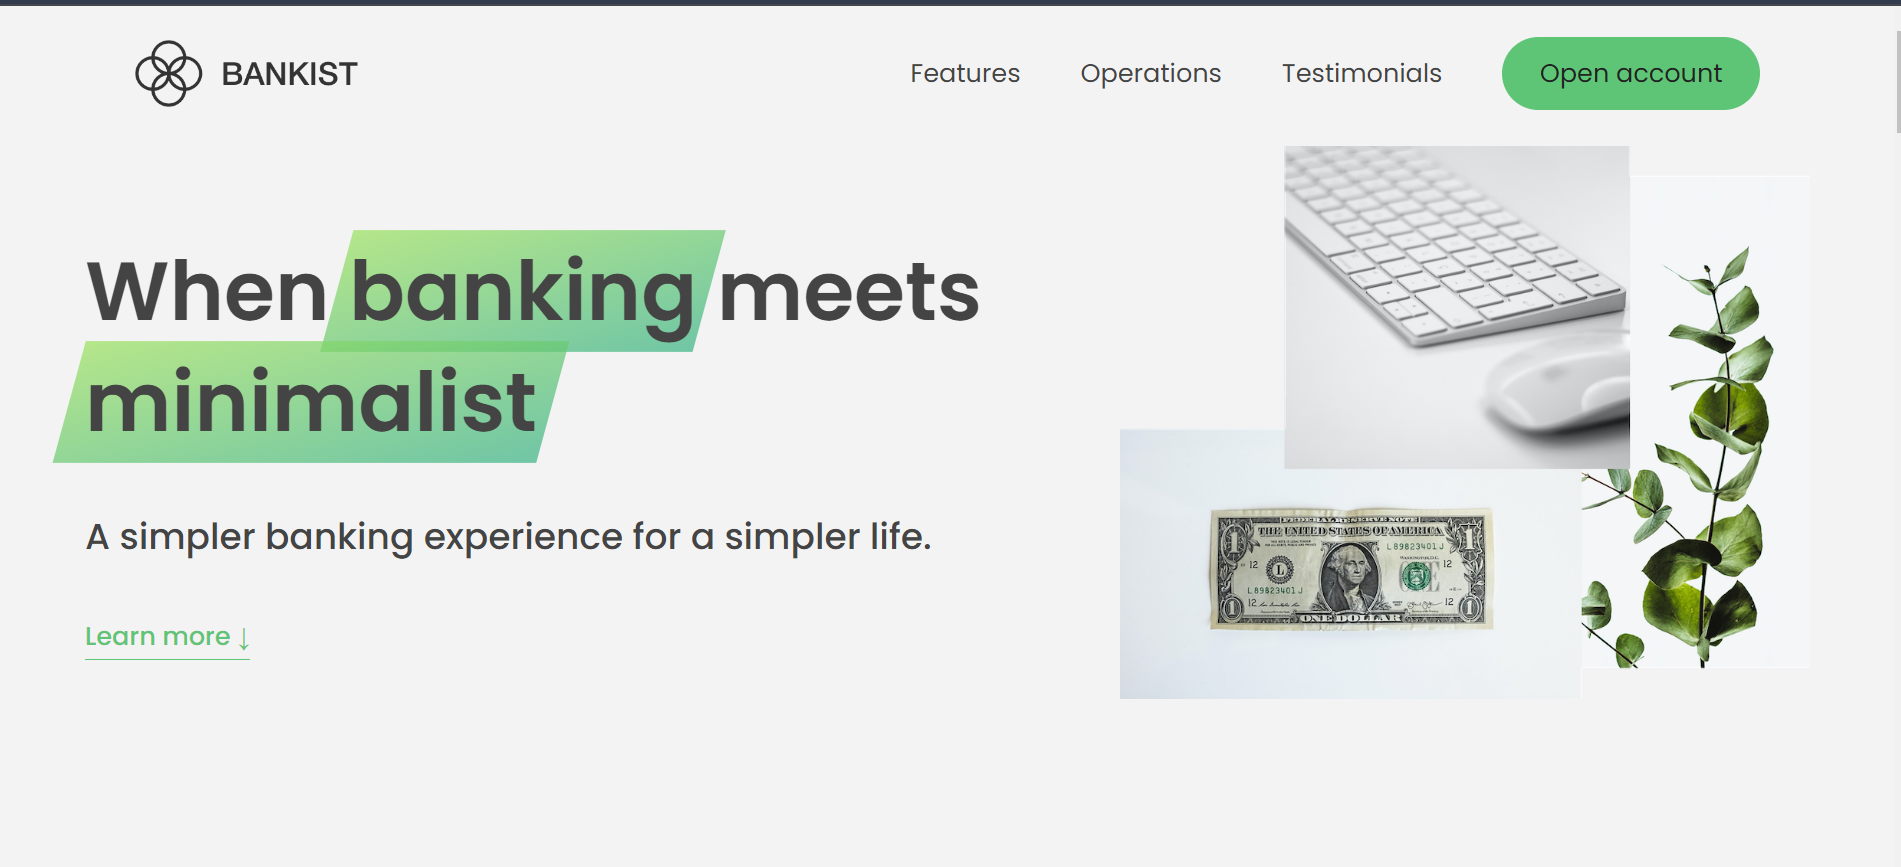 BANKIST
Features
Operations
Testimonials
Open account
When banking meets
minimalist
A simpler banking experience for a simpler life.
Learn more ↓
FEDERAL RESERVE NOTE
THE UNITED STATES OF AMERICA
L 89823401 J
WASHINGTON, D.C.
12
12
L
L 89823401 J
12
12
1
1
1
1
ONE DOLLAR